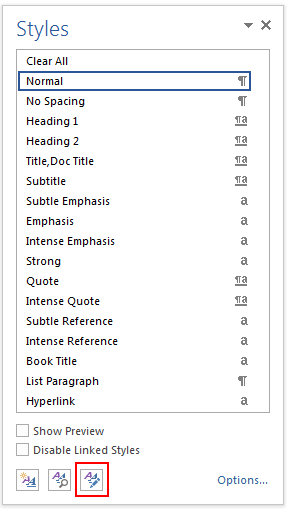 Styles
Clear All
Normal ¶
No Spacing ¶
Heading 1 ¶a
Heading 2 ¶a
Title,Doc Title ¶a
Subtitle ¶a
Subtle Emphasis a
Emphasis a
Intense Emphasis a
Strong a
Quote ¶a
Intense Quote ¶a
Subtle Reference a
Intense Reference a
Book Title a
List Paragraph ¶
Hyperlink a
Show Preview
Disable Linked Styles
Options...